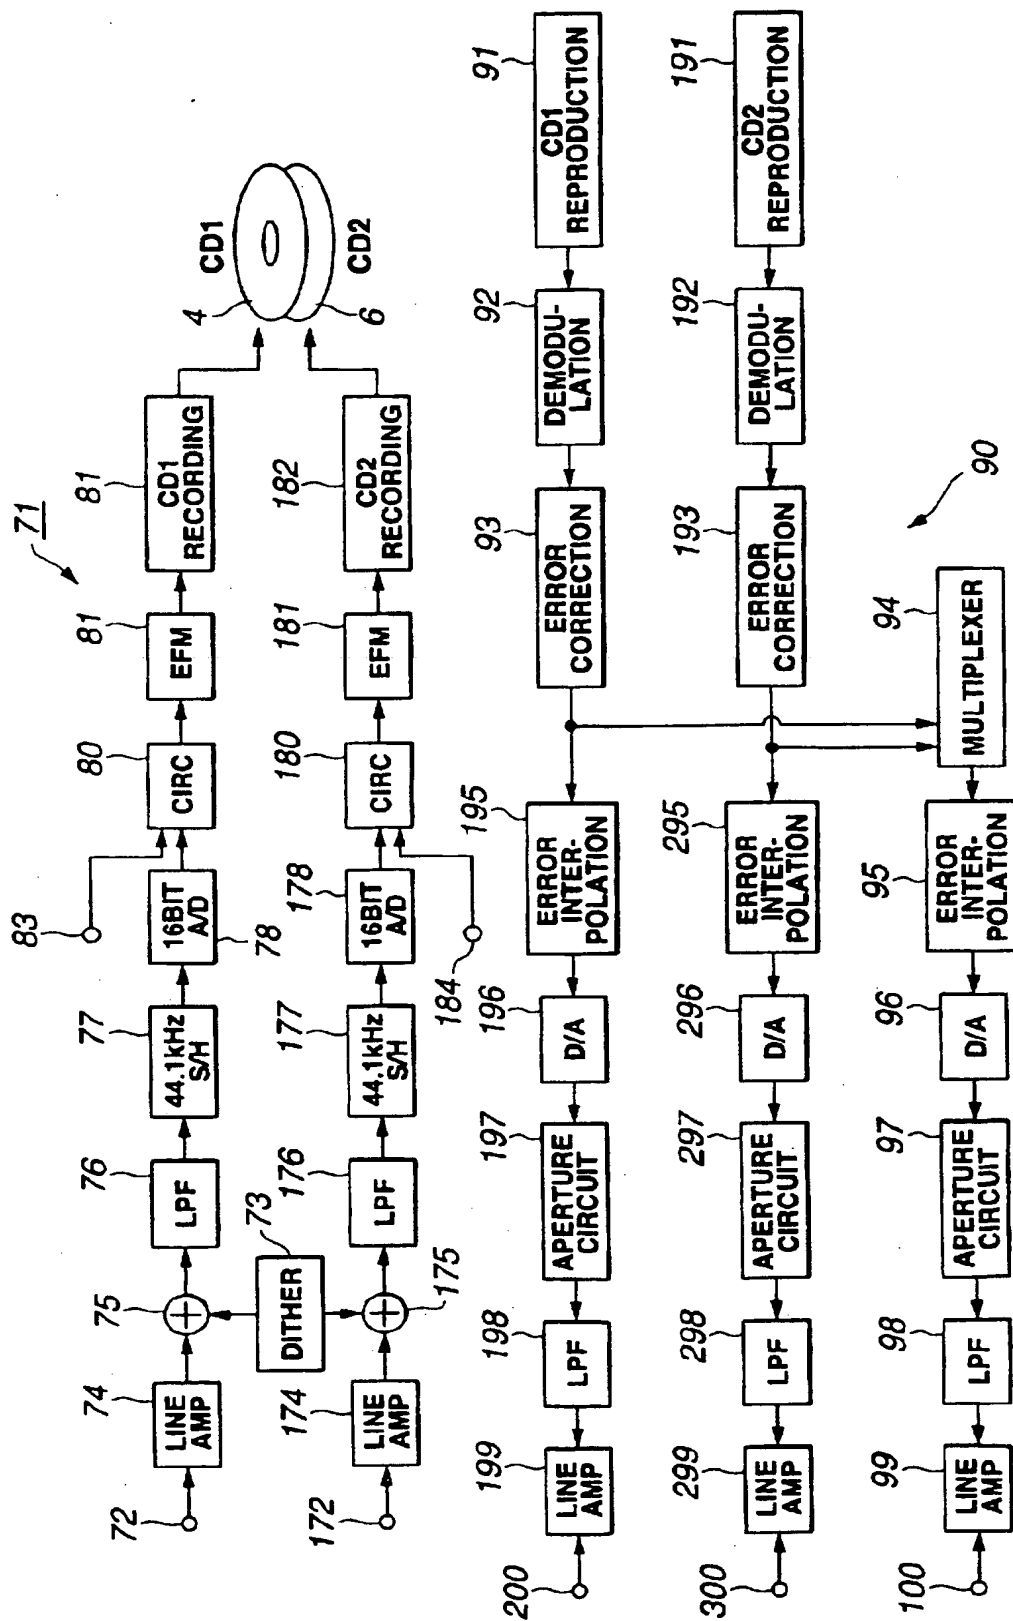 71
72
LINE
AMP
74
75
LPF
76
44.1kHz
S/H
77
16BIT
A/D
78
83
CIRC
80
EFM
81
CD1
RECORDING
81
CD1
4
DITHER
73
172
LINE
AMP
174
175
LPF
176
44.1kHz
S/H
177
16BIT
A/D
178
184
CIRC
180
EFM
181
CD2
RECORDING
182
CD2
6
200
LINE
AMP
199
LPF
198
APERTURE
CIRCUIT
197
D/A
196
ERROR
INTER-
POLATION
195
ERROR
CORRECTION
93
DEMODU-
LATION
92
CD1
REPRODUCTION
91
300
LINE
AMP
299
LPF
298
APERTURE
CIRCUIT
297
D/A
296
ERROR
INTER-
POLATION
295
ERROR
CORRECTION
193
DEMODU-
LATION
192
CD2
REPRODUCTION
191
100
LINE
AMP
99
LPF
98
APERTURE
CIRCUIT
97
D/A
96
ERROR
INTER-
POLATION
95
MULTIPLEXER
94
90